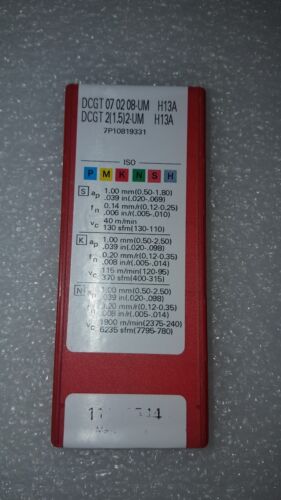 DCGT 07 02 08-UM H13A
DCGT 2(1.5)2-UM H13A
7P10819331
ISO
P M K N S H
S ap 1.00 mm(0.50-1.80)
.039 in(.020-.069)
fn 0.14 mm/r(0.12-0.25)
.006 in/r(.005-.010)
vc 40 m/min
130 sfm(130-110)
K ap 1.00 mm(0.50-2.50)
.039 in(.020-.098)
fn 0.20 mm/r(0.12-0.35)
.008 in/r(.005-.014)
vc 115 m/min(120-95)
370 sfm(400-315)
N ap 1.00 mm(0.50-2.50)
.039 in(.020-.098)
fn 0.20 mm/r(0.12-0.35)
.008 in/r(.005-.014)
vc 1900 m/min(2375-240)
6235 sfm(7795-780)